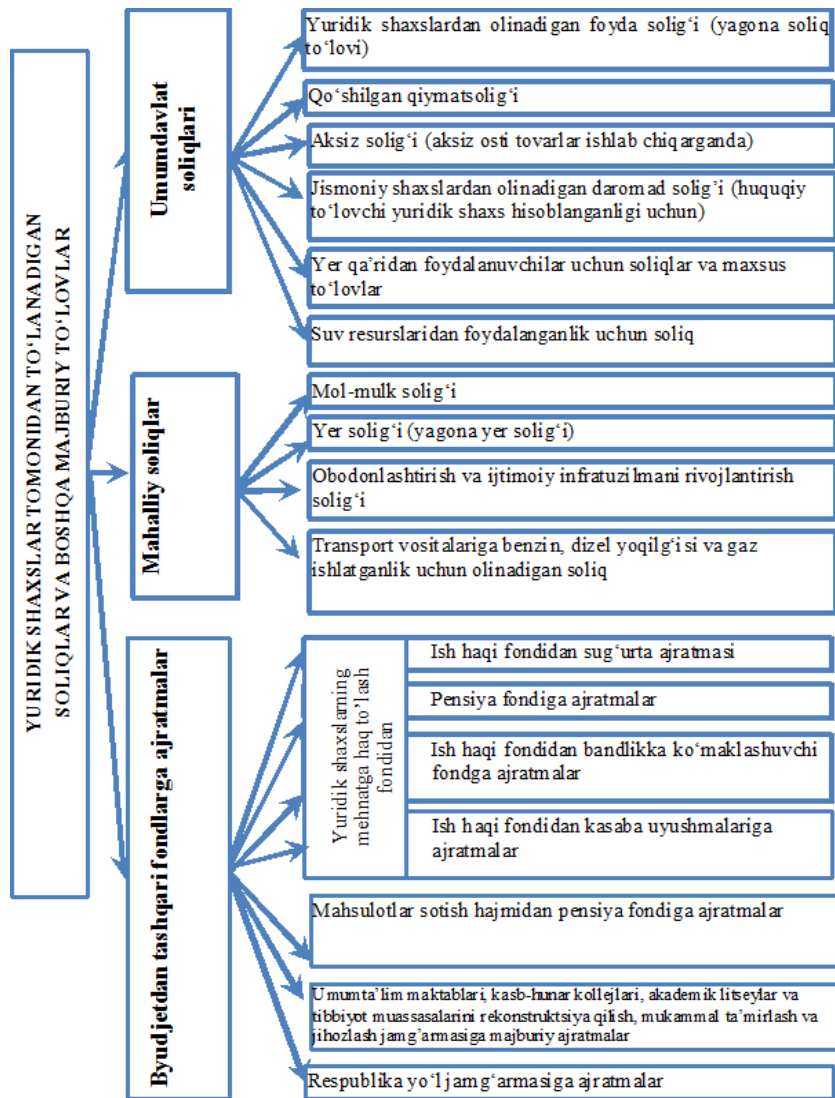 YURIDIK SHAXSLAR TOMONIDAN TO‘LANADIGAN
SOLIQLAR VA BOSHQA MAJBURIY TO‘LOVLAR
Umumdavlat
soliqlari
Yuridik shaxslardan olinadigan foyda solig‘i (yagona soliq
to‘lovi)
Qo‘shilgan qiymatsolig‘i
Aksiz solig‘i (aksiz osti tovarlar ishlab chiqarganda)
Jismoniy shaxslardan olinadigan daromad solig’i (huquqiy
to‘lovchi yuridik shaxs hisoblanganligi uchun)
Yer qa’ridan foydalanuvchilar uchun soliqlar va maxsus
to‘lovlar
Suv resurslaridan foydalanganlik uchun soliq
Mahalliy soliqlar
Mol-mulk solig‘i
Yer solig‘i (yagona yer solig‘i)
Obodonlashtirish va ijtimoiy infratuzilmani rivojlantirish
solig‘i
Transport vositalariga benzin, dizel yoqilg‘isi va gaz
ishlatganlik uchun olinadigan soliq
Byudjetdan tashqari fondlarga ajratmalar
Yuridik shaxslarning
mehnatga haq to’lash
fondidan
Ish haqi fondidan sug‘urta ajratmasi
Pensiya fondiga ajratmalar
Ish haqi fondidan bandlikka ko‘maklashuvchi
fondga ajratmalar
Ish haqi fondidan kasaba uyushmalariga
ajratmalar
Mahsulotlar sotish hajmidan pensiya fondiga ajratmalar
Umumta’lim maktablari, kasb-hunar kollejlari, akademik litseylar va
tibbiyot muassasalarini rekonstruktsiya qilish, mukammal ta’mirlash va
jihozlash jamg‘armasiga majburiy ajratmalar
Respublika yo‘l jamg‘armasiga ajratmalar